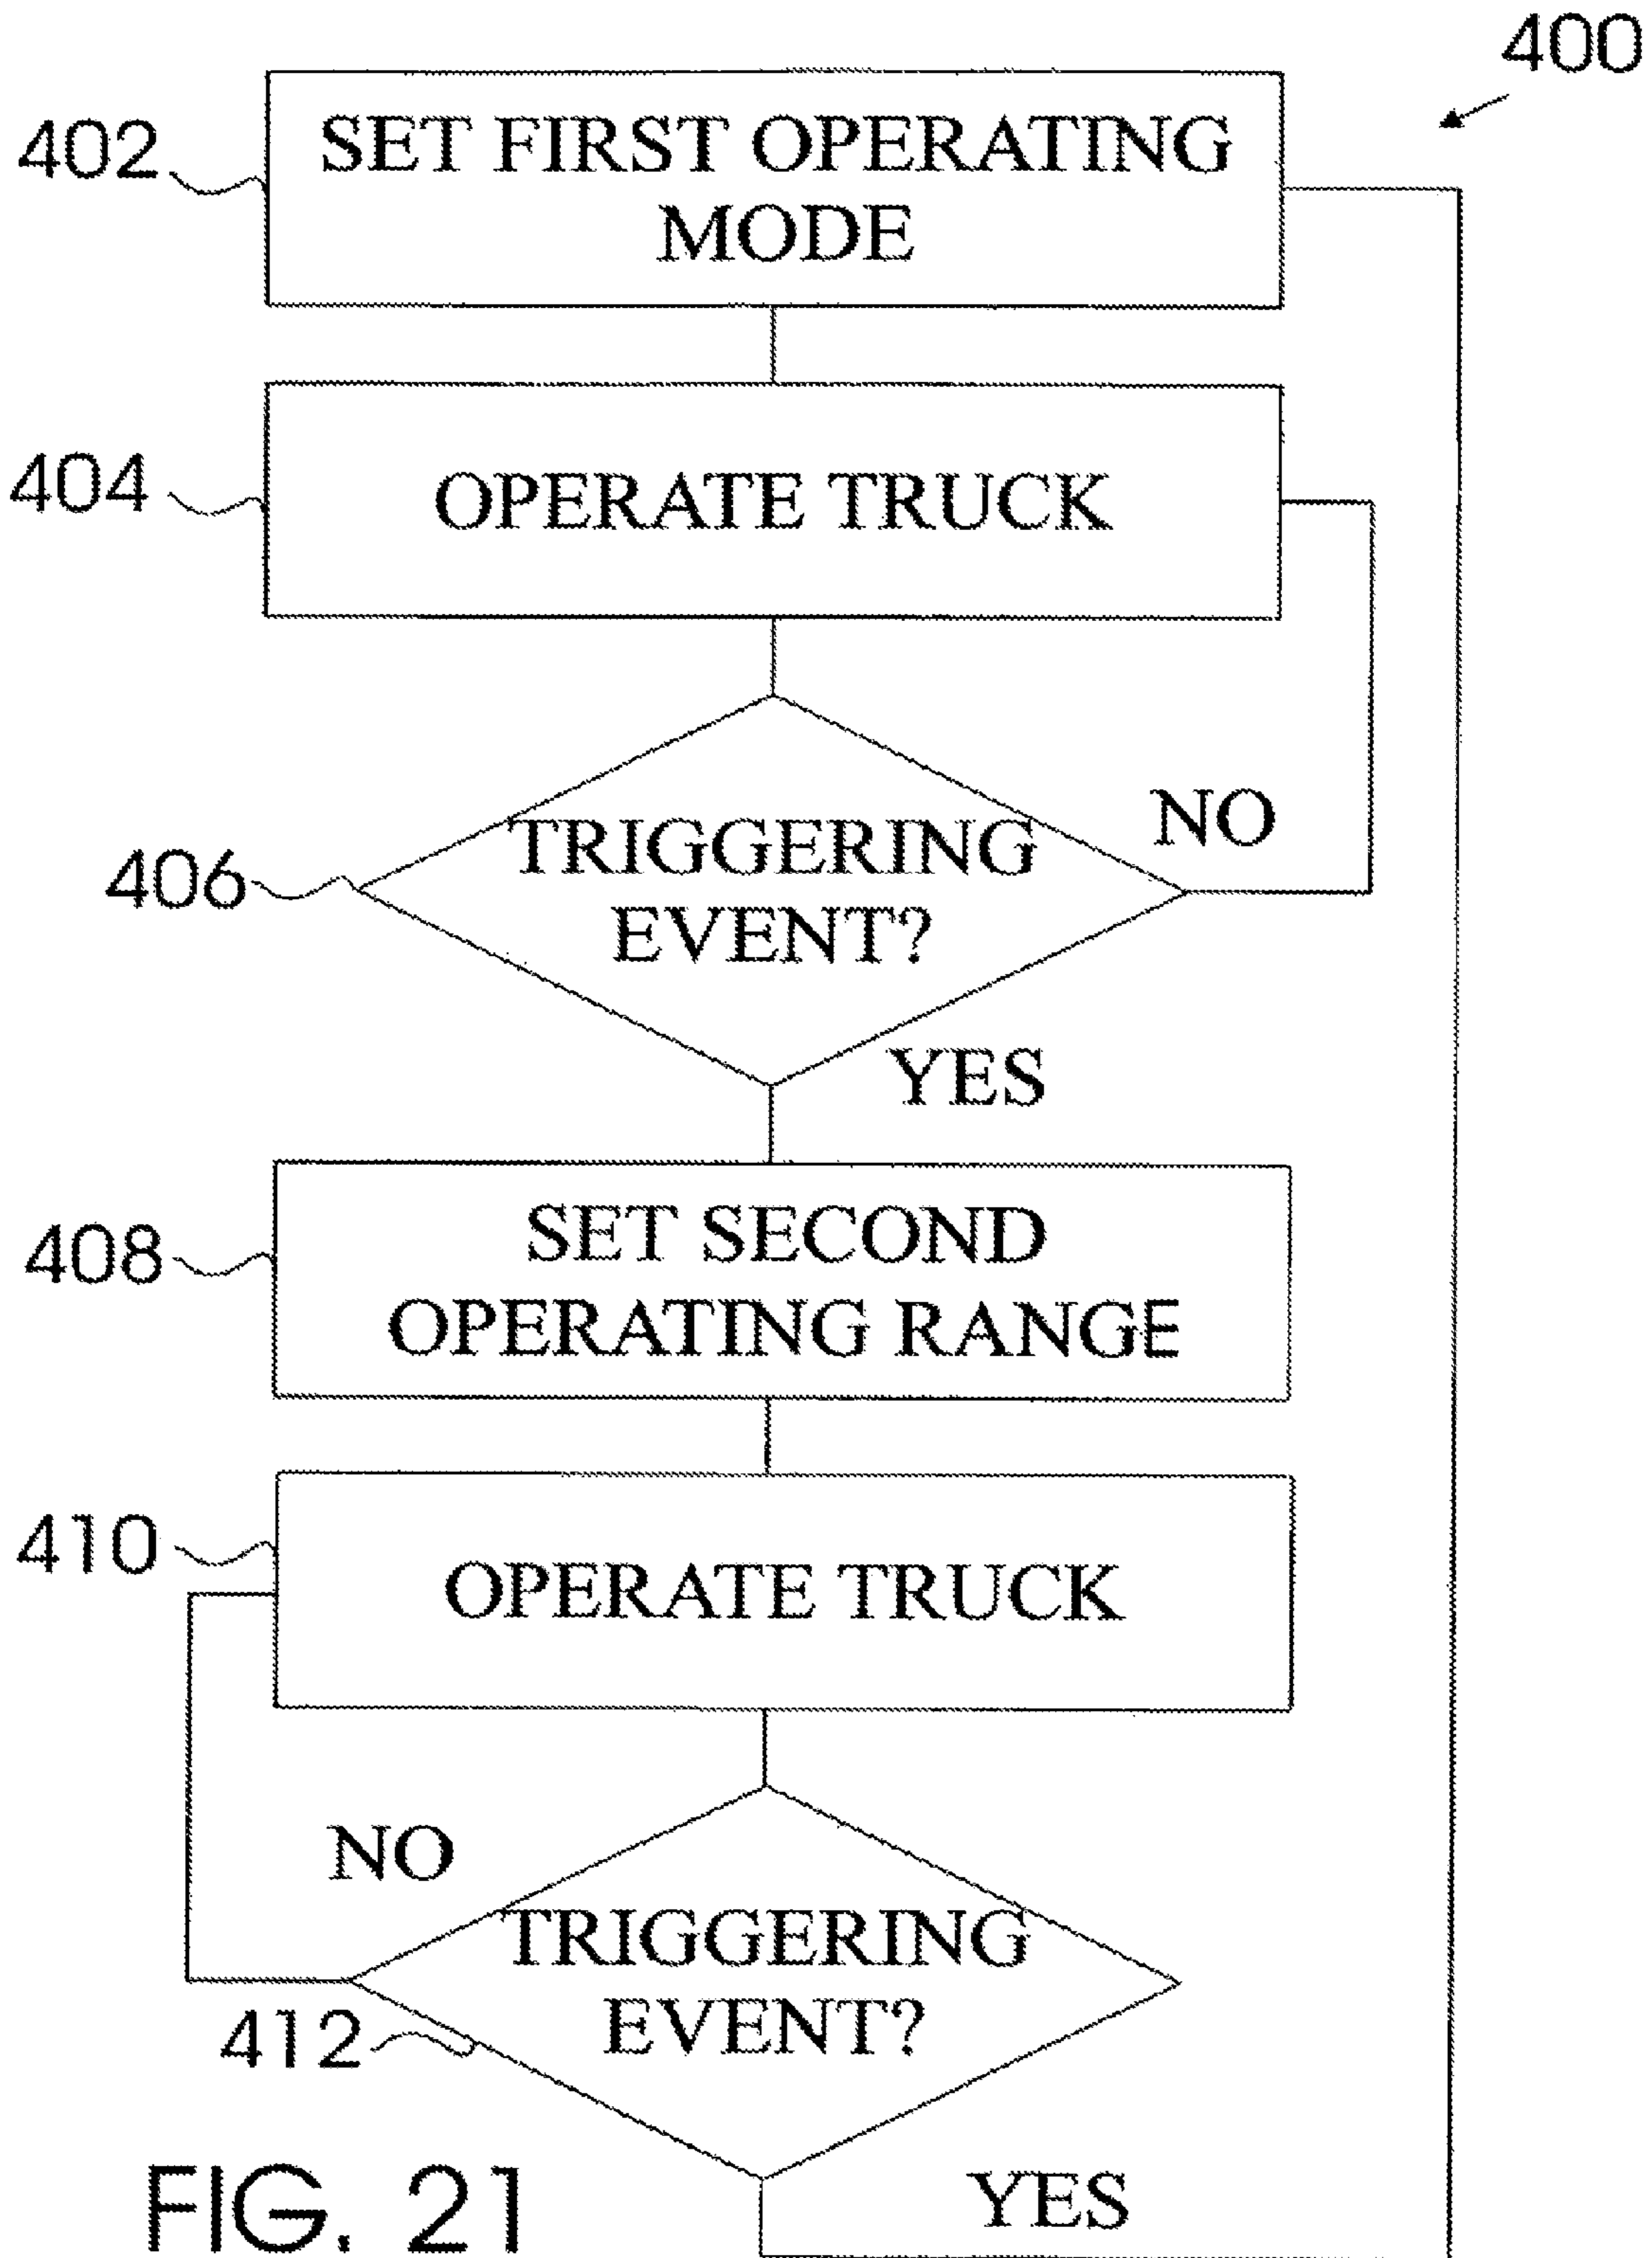 400
402
SET FIRST OPERATING
MODE
404
OPERATE TRUCK
406
TRIGGERING
EVENT?
NO
YES
408
SET SECOND
OPERATING RANGE
410
OPERATE TRUCK
NO
TRIGGERING
EVENT?
412
YES
FIG. 21